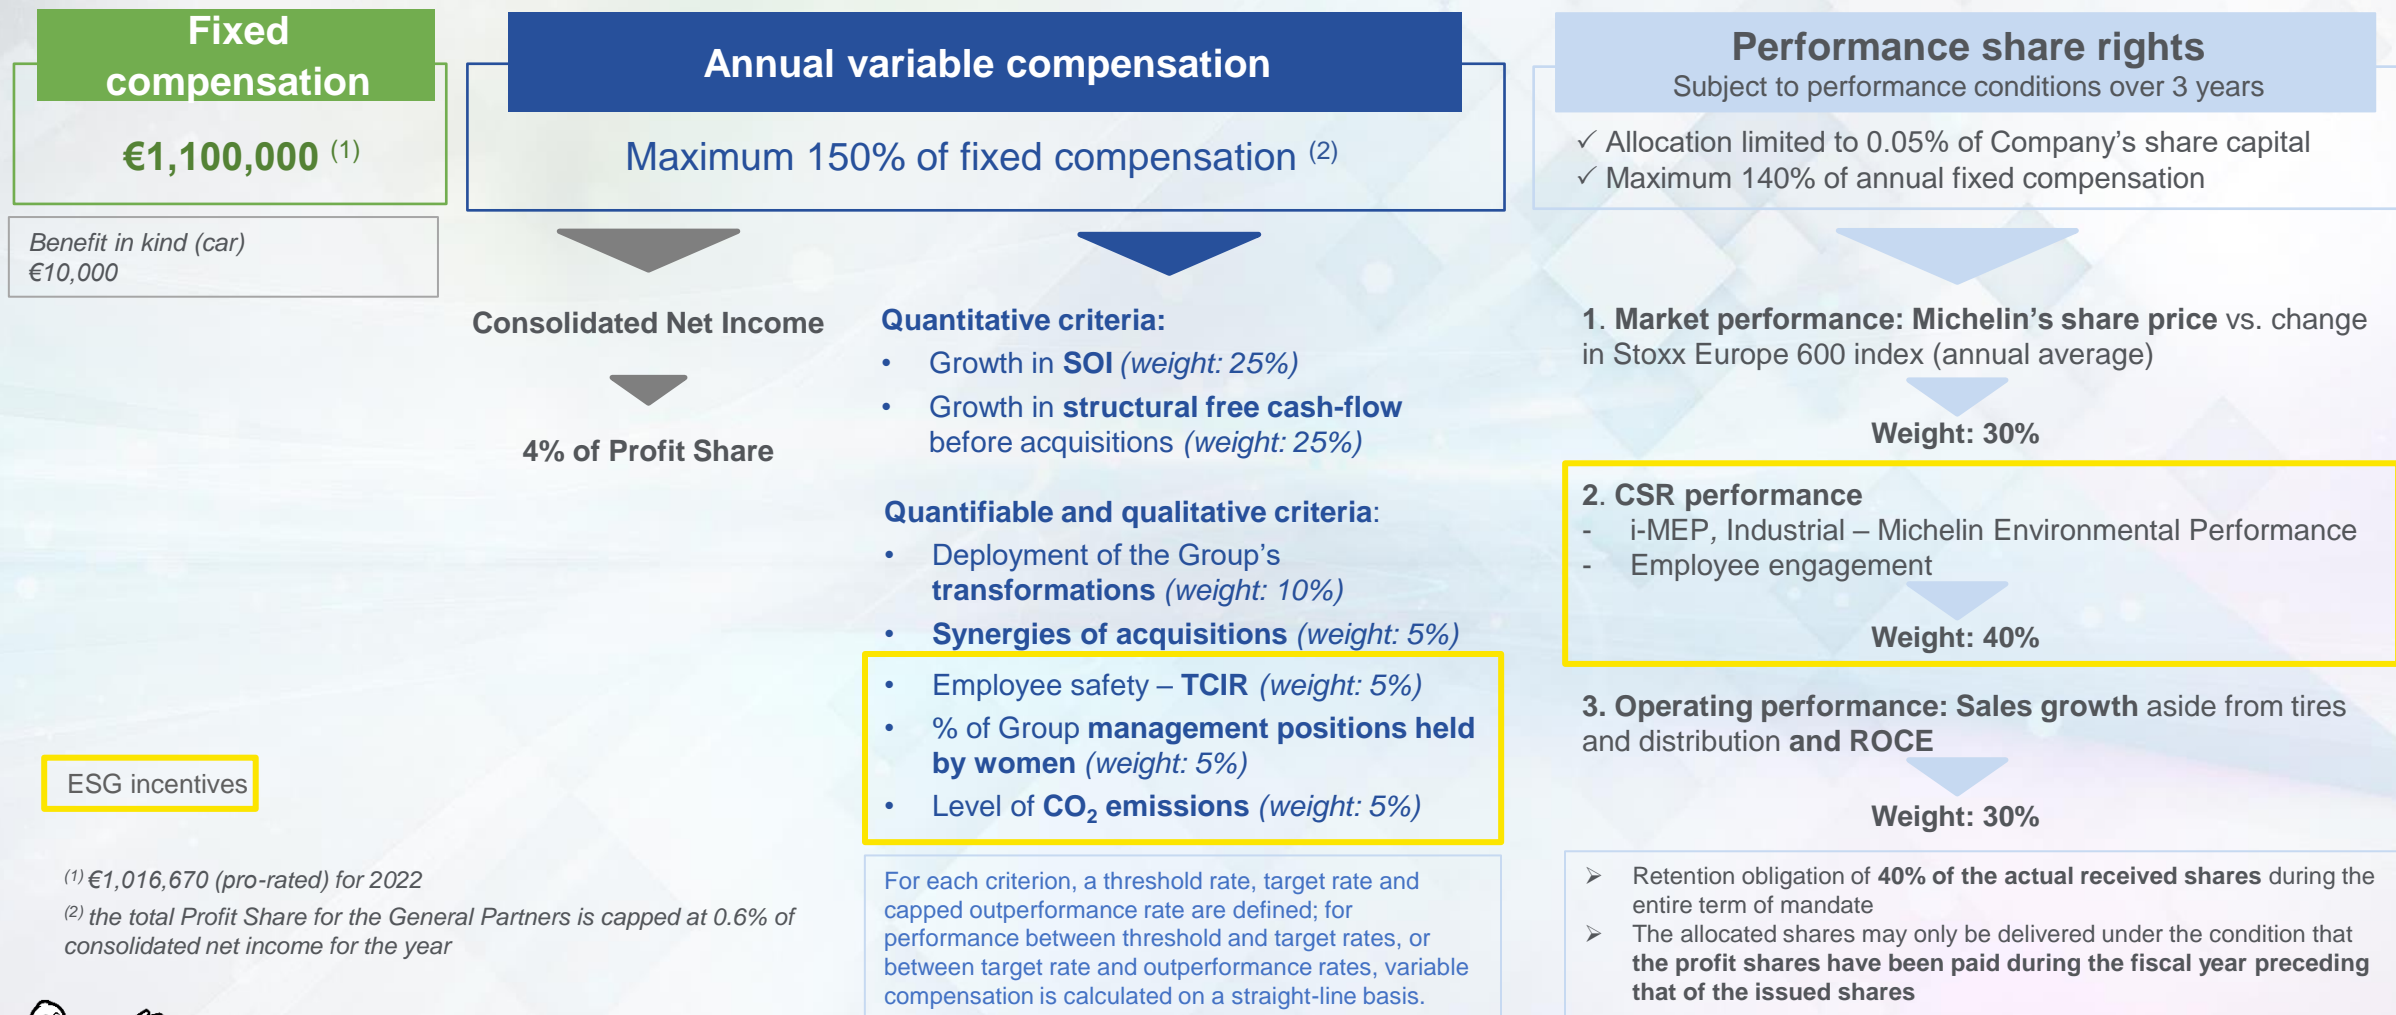 Fixed
compensation
€1,100,000 (1)
Benefit in kind (car)
€10,000
Annual variable compensation
Maximum 150% of fixed compensation (2)
Consolidated Net Income
4% of Profit Share
Quantitative criteria:
• Growth in SOI (weight: 25%)
• Growth in structural free cash-flow
before acquisitions (weight: 25%)
Quantifiable and qualitative criteria:
• Deployment of the Group's
transformations (weight: 10%)
• Synergies of acquisitions (weight: 5%)
• Employee safety – TCIR (weight: 5%)
• % of Group management positions held
by women (weight: 5%)
• Level of CO₂ emissions (weight: 5%)
For each criterion, a threshold rate, target rate and
capped outperformance rate are defined; for
performance between threshold and target rates, or
between target rate and outperformance rates, variable
compensation is calculated on a straight-line basis.
Performance share rights
Subject to performance conditions over 3 years
✓ Allocation limited to 0.05% of Company's share capital
✓ Maximum 140% of annual fixed compensation
1. Market performance: Michelin's share price vs. change
in Stoxx Europe 600 index (annual average)
Weight: 30%
2. CSR performance
- i-MEP, Industrial – Michelin Environmental Performance
- Employee engagement
Weight: 40%
3. Operating performance: Sales growth aside from tires
and distribution and ROCE
Weight: 30%
➢ Retention obligation of 40% of the actual received shares during the
entire term of mandate
➢ The allocated shares may only be delivered under the condition that
the profit shares have been paid during the fiscal year preceding
that of the issued shares
ESG incentives
(1) €1,016,670 (pro-rated) for 2022
(2) the total Profit Share for the General Partners is capped at 0.6% of
consolidated net income for the year